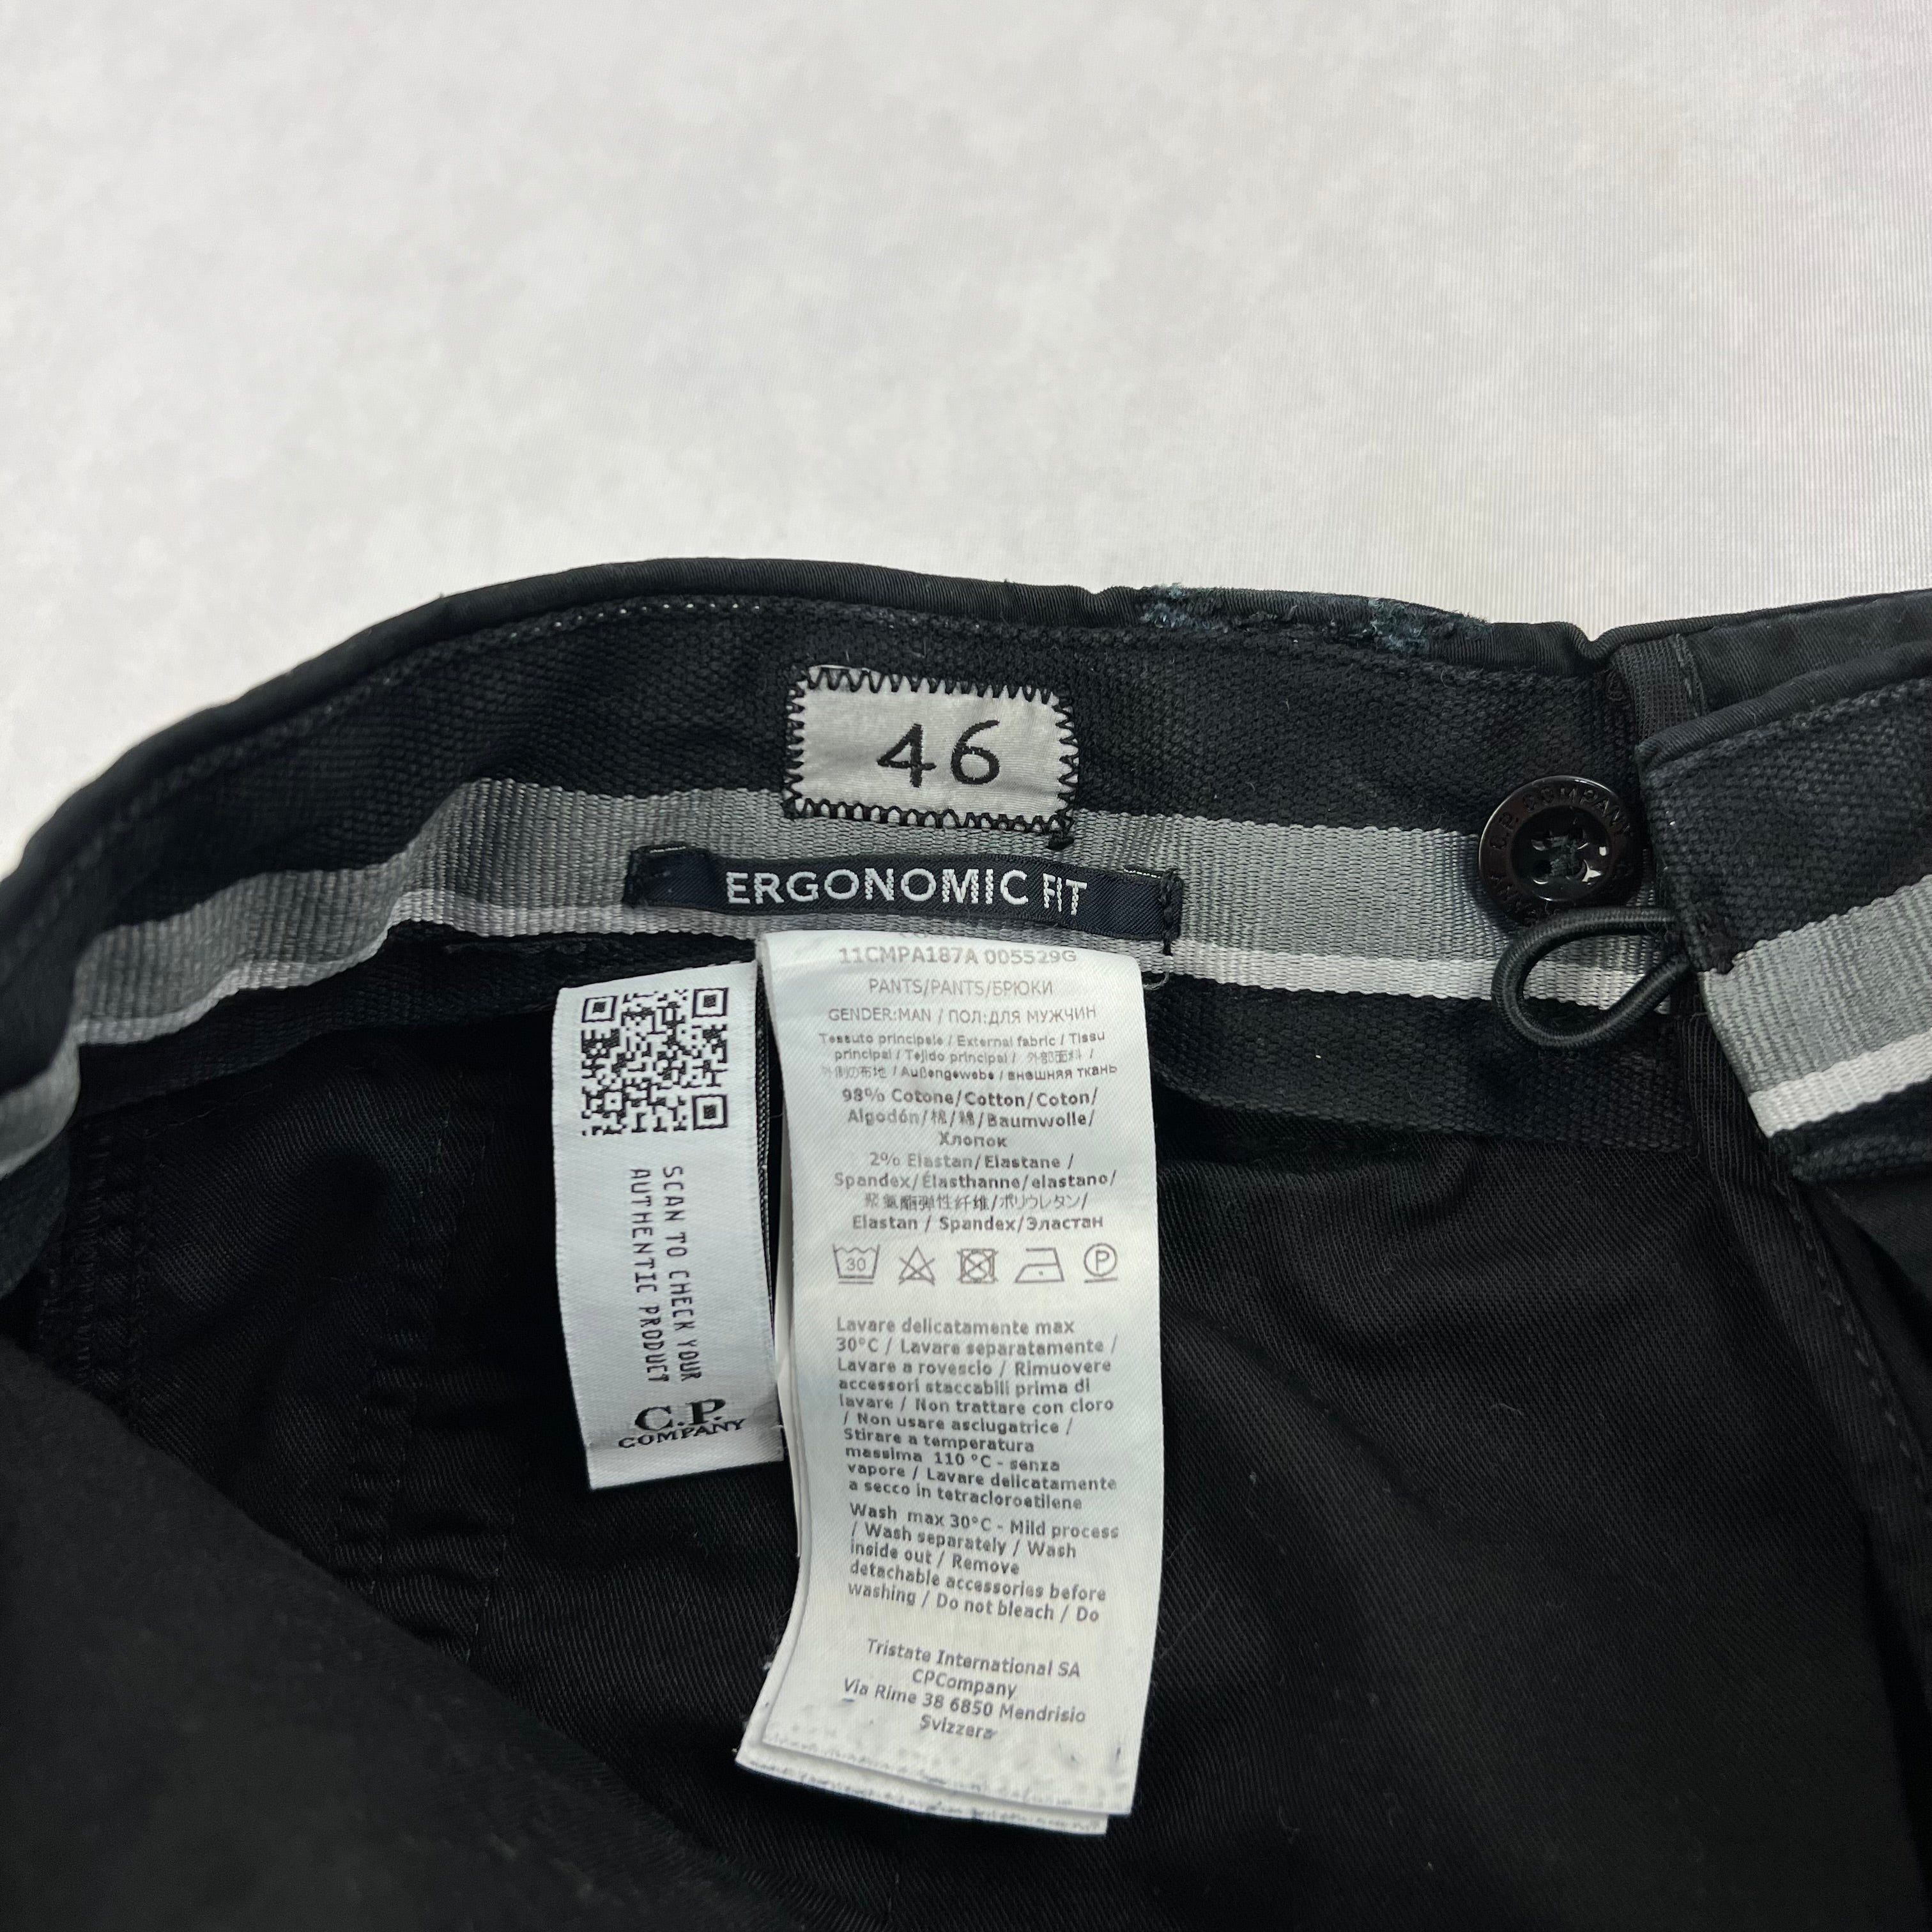 46
ERGONOMIC FIT
C.P. COMPANY
11CMPA187A 005529G
PANTS/PANTS/БРЮКИ
GENDER:MAN / ПОЛ:ДЛЯ МУЖЧИН
Tessuto principale / External fabric / Tissu
principal / Tejido principal / 外部面料 /
外側の布地 / Außengewebe / внешняя ткань
98% Cotone/Cotton/Coton/
Algodón/棉/綿/Baumwolle/
Хлопок
2% Elastan/Elastane /
Spandex/Élasthanne/elastano/
聚氨酯弹性纤维/ポリウレタン/
Elastan / Spandex/Эластан
30
P
Lavare delicatamente max
30°C / Lavare separatamente /
Lavare a rovescio / Rimuovere
accessori staccabili prima di
lavare / Non trattare con cloro
/ Non usare asciugatrice /
Stirare a temperatura
massima 110 °C - senza
vapore / Lavare delicatamente
a secco in tetracloroetilene
Wash max 30°C - Mild process
/ Wash separately / Wash
inside out / Remove
detachable accessories before
washing / Do not bleach / Do
Tristate International SA
CPCompany
Via Rime 38 6850 Mendrisio
Svizzera
SCAN TO CHECK YOUR
AUTHENTIC PRODUCT
C.P.
COMPANY